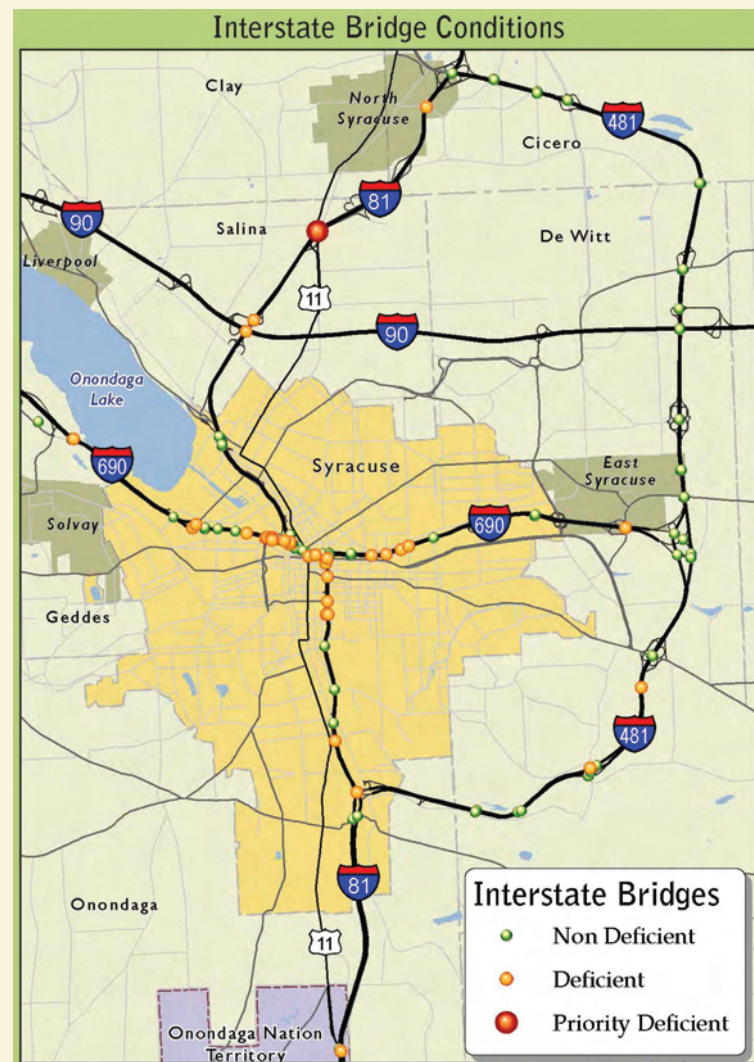 Interstate Bridge Conditions
Clay
North
Syracuse
481
Cicero
81
90
Salina
De Witt
Liverpool
11
90
Onondaga
Lake
690
Syracuse
East
Syracuse
690
Solvay
Geddes
481
81
Onondaga
11
Onondaga Nation
Territory
Interstate Bridges
Non Deficient
Deficient
Priority Deficient